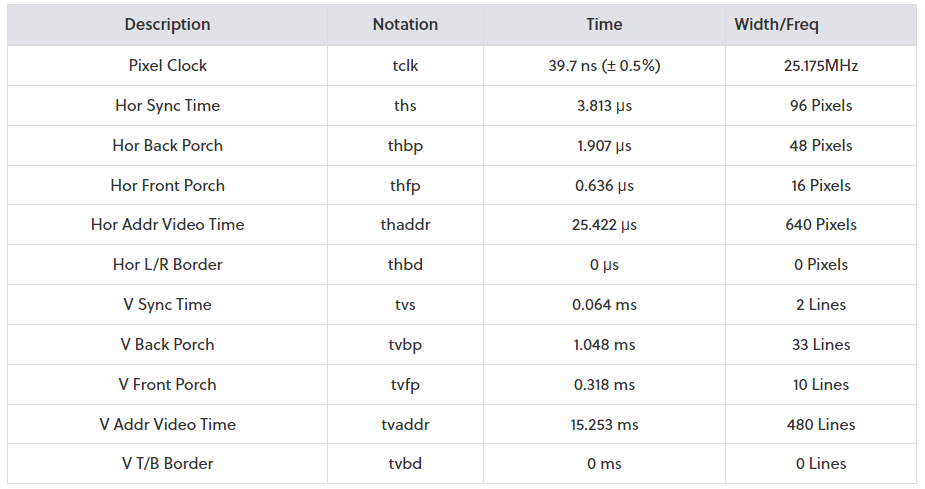 Description Notation Time Width/Freq
Pixel Clock tclk 39.7 ns (± 0.5%) 25.175MHz
Hor Sync Time ths 3.813 µs 96 Pixels
Hor Back Porch thbp 1.907 µs 48 Pixels
Hor Front Porch thfp 0.636 µs 16 Pixels
Hor Addr Video Time thaddr 25.422 µs 640 Pixels
Hor L/R Border thbd 0 µs 0 Pixels
V Sync Time tvs 0.064 ms 2 Lines
V Back Porch tvbp 1.048 ms 33 Lines
V Front Porch tvfp 0.318 ms 10 Lines
V Addr Video Time tvaddr 15.253 ms 480 Lines
V T/B Border tvbd 0 ms 0 Lines